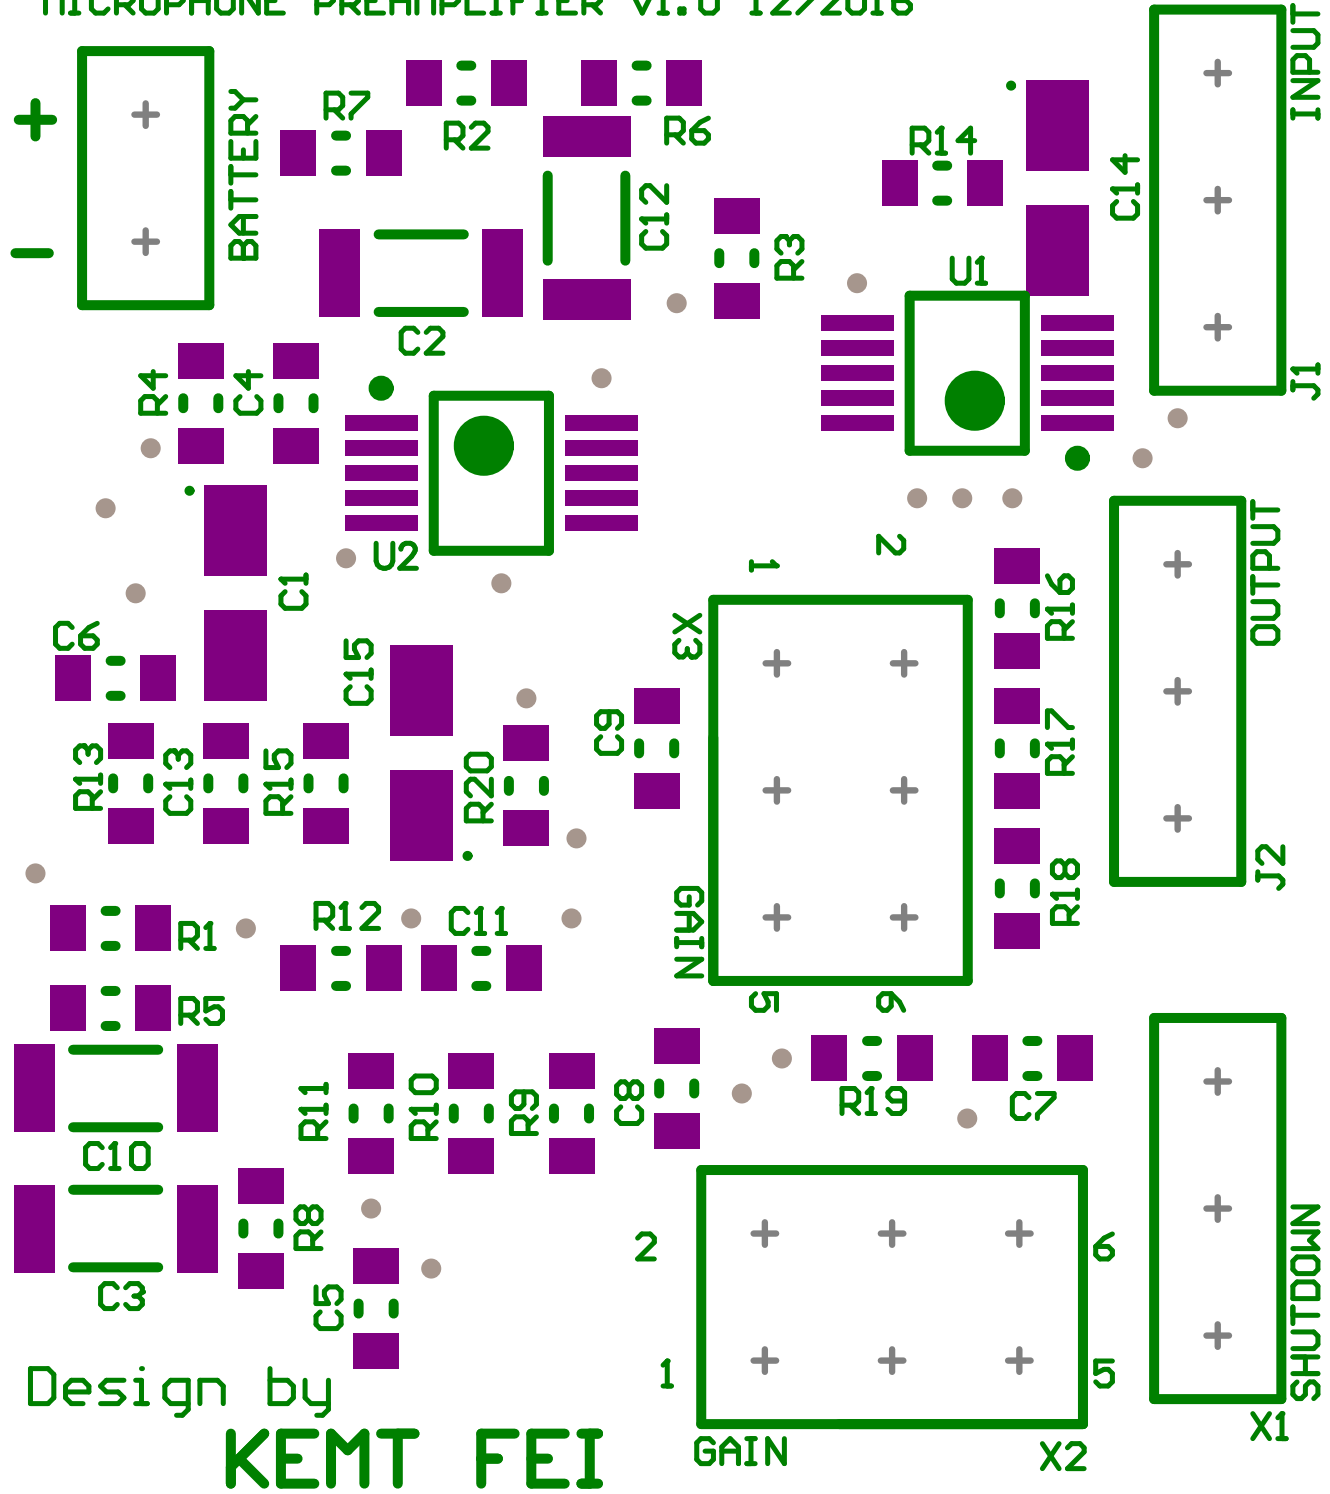 MICROPHONE PREAMPLIFIER V1.0 12/2016
INPUT
+
BATTERY
-
R7
R2
R6
R14
C14
C12
R3
U1
C2
J1
R4
C4
U2
C1
2
1
R16
OUTPUT
C6
C15
X3
C9
R17
R13
C13
R15
R20
R18
J2
R1
R12
C11
GAIN
R5
5
6
R11
R10
R9
C8
R19
C7
C10
R8
2
6
C3
C5
SHUTDOWN
1
5
Design by
X1
KEMT FEI
GAIN
X2